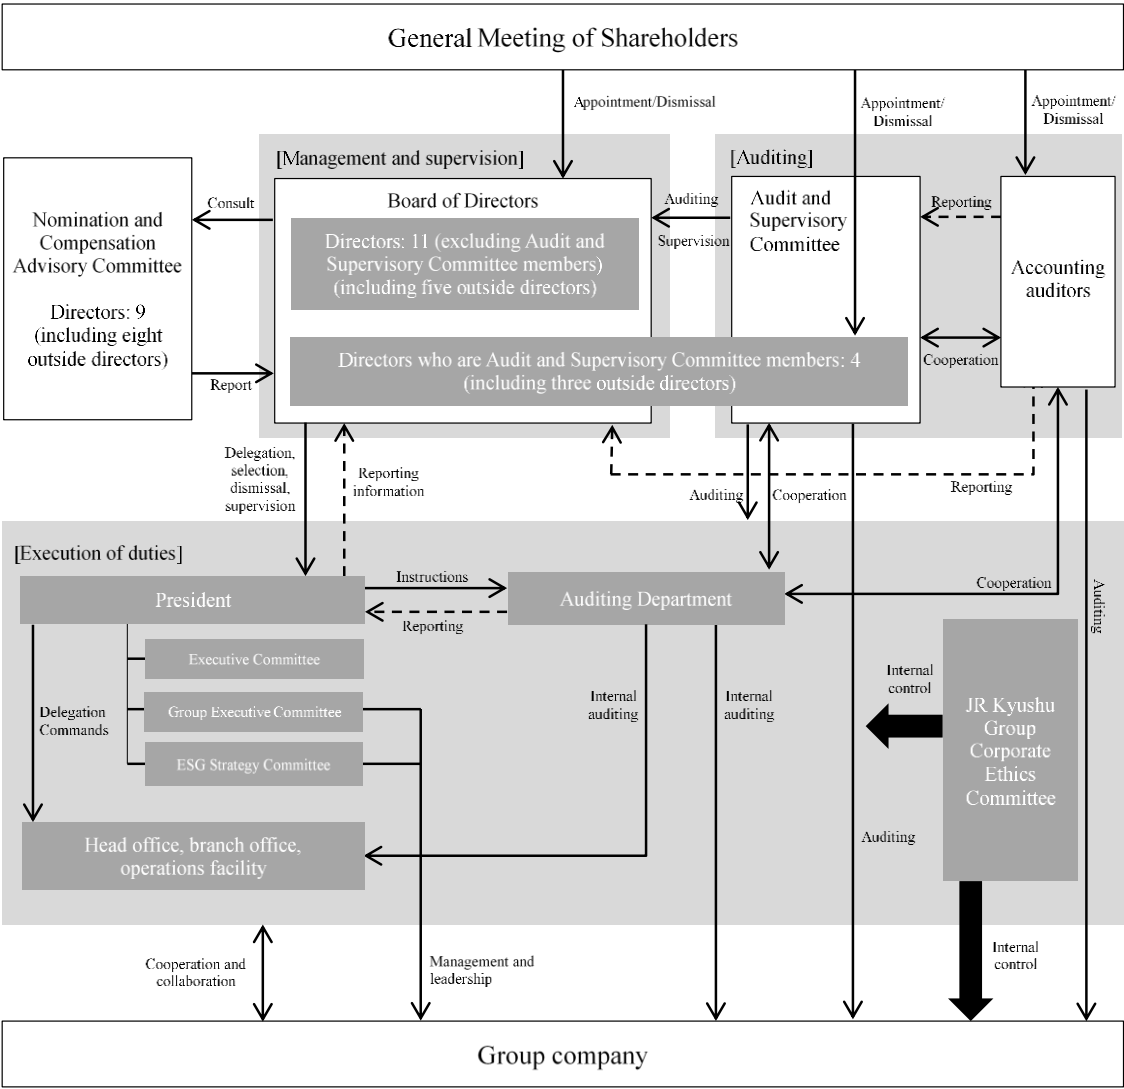 General Meeting of Shareholders
Appointment/Dismissal
Appointment/
Dismissal
Appointment/
Dismissal
[Management and supervision]
[Auditing]
Nomination and
Compensation
Advisory Committee
Directors: 9
(including eight
outside directors)
Consult
Report
Board of Directors
Directors: 11 (excluding Audit and
Supervisory Committee members)
(including five outside directors)
Auditing
Supervision
Audit and
Supervisory
Committee
Directors who are Audit and Supervisory Committee members: 4
(including three outside directors)
Reporting
Cooperation
Accounting
auditors
Delegation,
selection,
dismissal,
supervision
Reporting
information
Auditing
Cooperation
Reporting
[Execution of duties]
President
Instructions
Reporting
Auditing Department
Cooperation
Auditing
Executive Committee
Group Executive Committee
ESG Strategy Committee
Delegation
Commands
Internal
auditing
Internal
auditing
Internal
control
JR Kyushu
Group
Corporate
Ethics
Committee
Head office, branch office,
operations facility
Auditing
Cooperation and
collaboration
Management and
leadership
Internal
control
Group company